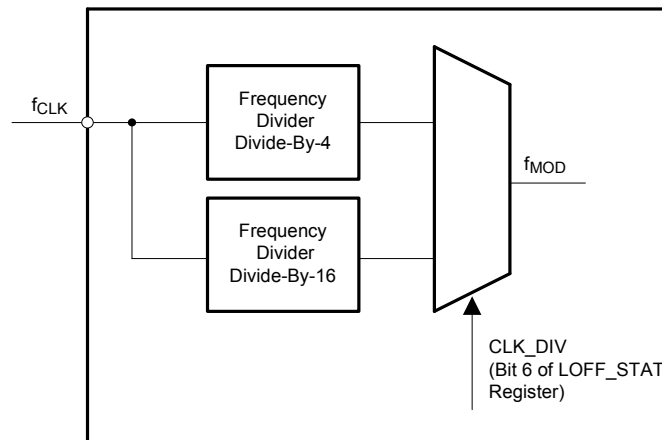 Frequency
Divider
Divide-By-4
fCLK
fMOD
Frequency
Divider
Divide-By-16
CLK_DIV
(Bit 6 of LOFF_STAT
Register)